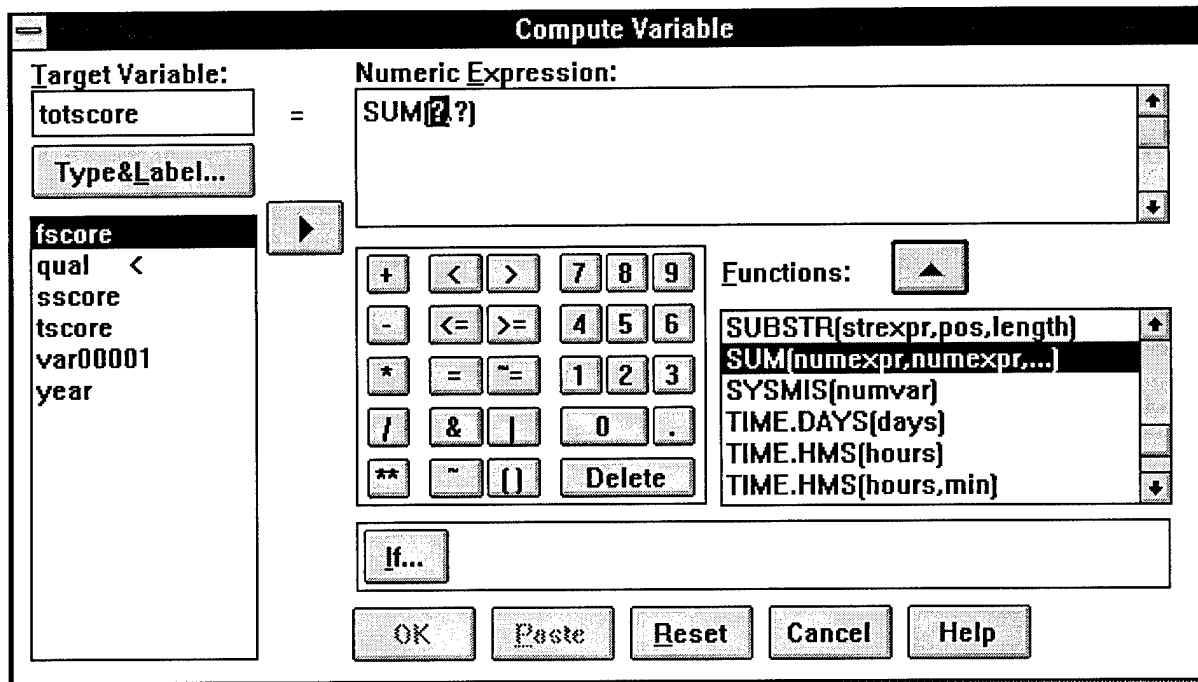 Compute Variable
Target Variable:
totscore
=
Numeric Expression:
SUM(?,?)
Type&Label...
fscore
qual <
sscore
tscore
var00001
year
+ < > 7 8 9
- <= >= 4 5 6
* = ~= 1 2 3
/ & | 0 .
** ~ () Delete
Functions:
SUBSTR(strexpr,pos,length)
SUM(numexpr,numexpr,...)
SYSMIS(numvar)
TIME.DAYS(days)
TIME.HMS(hours)
TIME.HMS(hours,min)
If...
OK Paste Reset Cancel Help